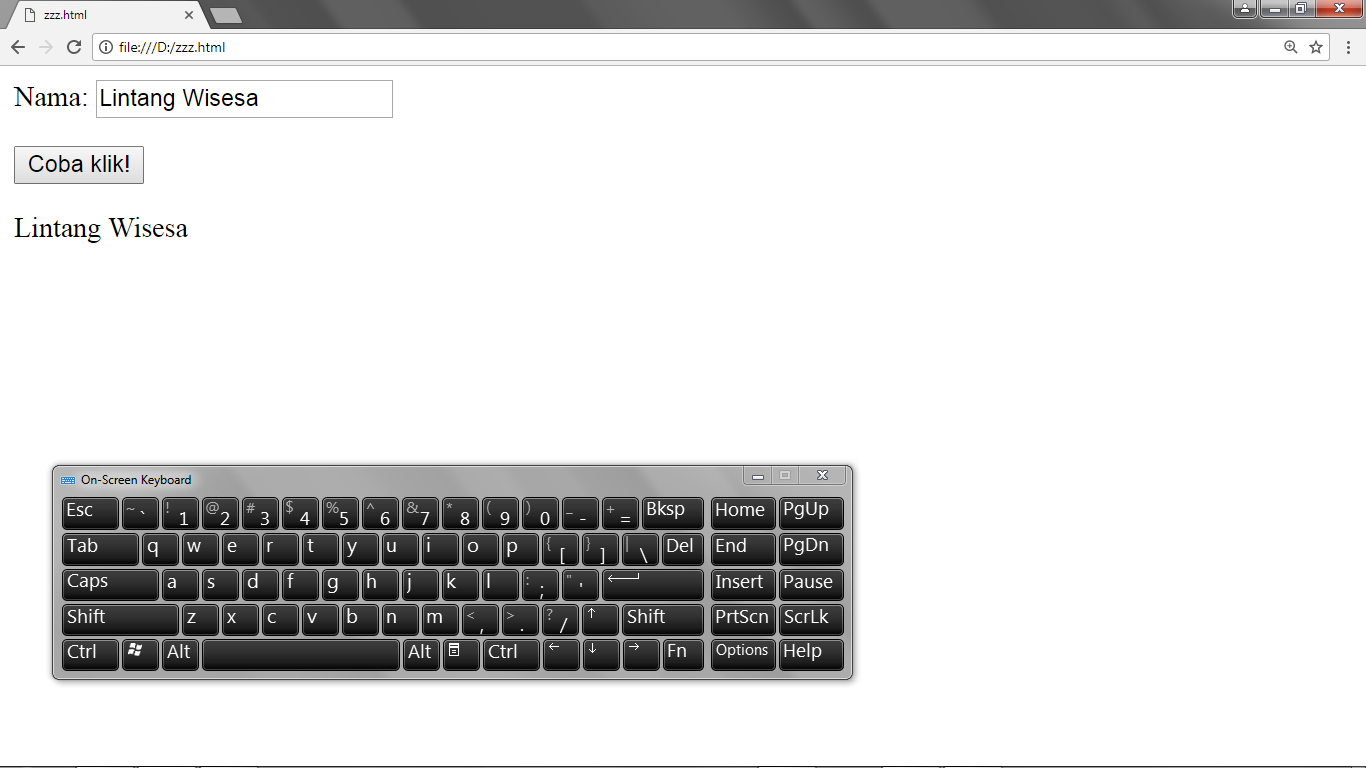 zzz.html
file:///D:/zzz.html
Nama: Lintang Wisesa
Coba klik!
Lintang Wisesa
On-Screen Keyboard
Esc ~ ` ! 1 @ 2 # 3 $ 4 % 5 ^ 6 & 7 * 8 ( 9 ) 0 _ - + = Bksp Home PgUp
Tab q w e r t y u i o p { [ } ] | \ Del End PgDn
Caps a s d f g h j k l : ; " ' Insert Pause
Shift z x c v b n m < , > . ? / ↑ Shift PrtScn ScrLk
Ctrl Alt Alt Ctrl ← ↓ → Fn Options Help